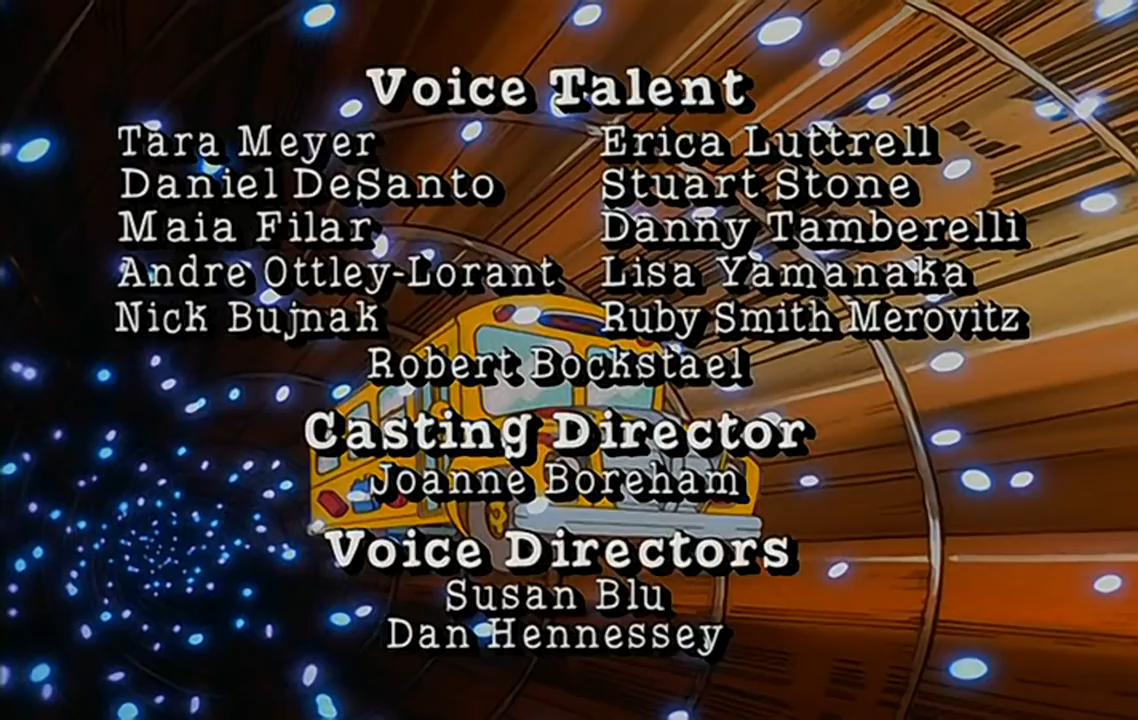 Voice Talent
Tara Meyer Erica Luttrell
Daniel DeSanto Stuart Stone
Maia Filar Danny Tamberelli
Andre Ottley-Lorant Lisa Yamanaka
Nick Bujnak Ruby Smith Merovitz
Robert Bockstael
Casting Director
Joanne Boreham
Voice Directors
Susan Blu
Dan Hennessey